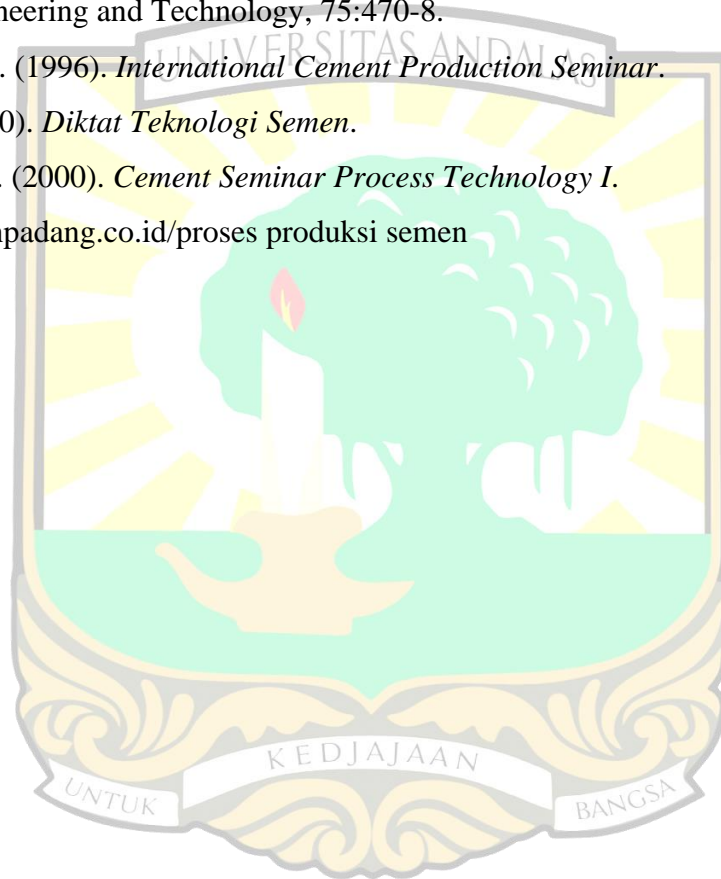 neering and Technology, 75:470-8.
. (1996). International Cement Production Seminar.
0). Diktat Teknologi Semen.
. (2000). Cement Seminar Process Technology I.
npadang.co.id/proses produksi semen
UNIVERSITAS ANDALAS
KEDJAJAAN
UNTUK BANGSA